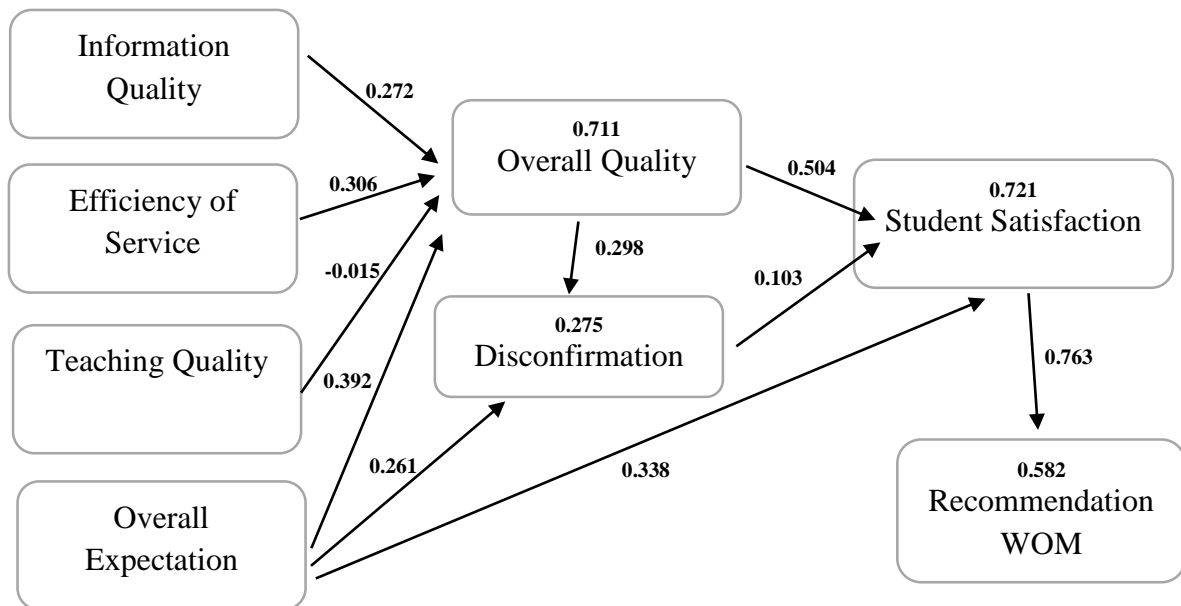 Information
Quality
0.272
0.711
Overall Quality
0.504
Efficiency of
Service
0.306
0.721
Student Satisfaction
-0.015
0.298
0.103
Teaching Quality
0.392
0.275
Disconfirmation
0.763
0.261
0.338
Overall
Expectation
0.582
Recommendation
WOM